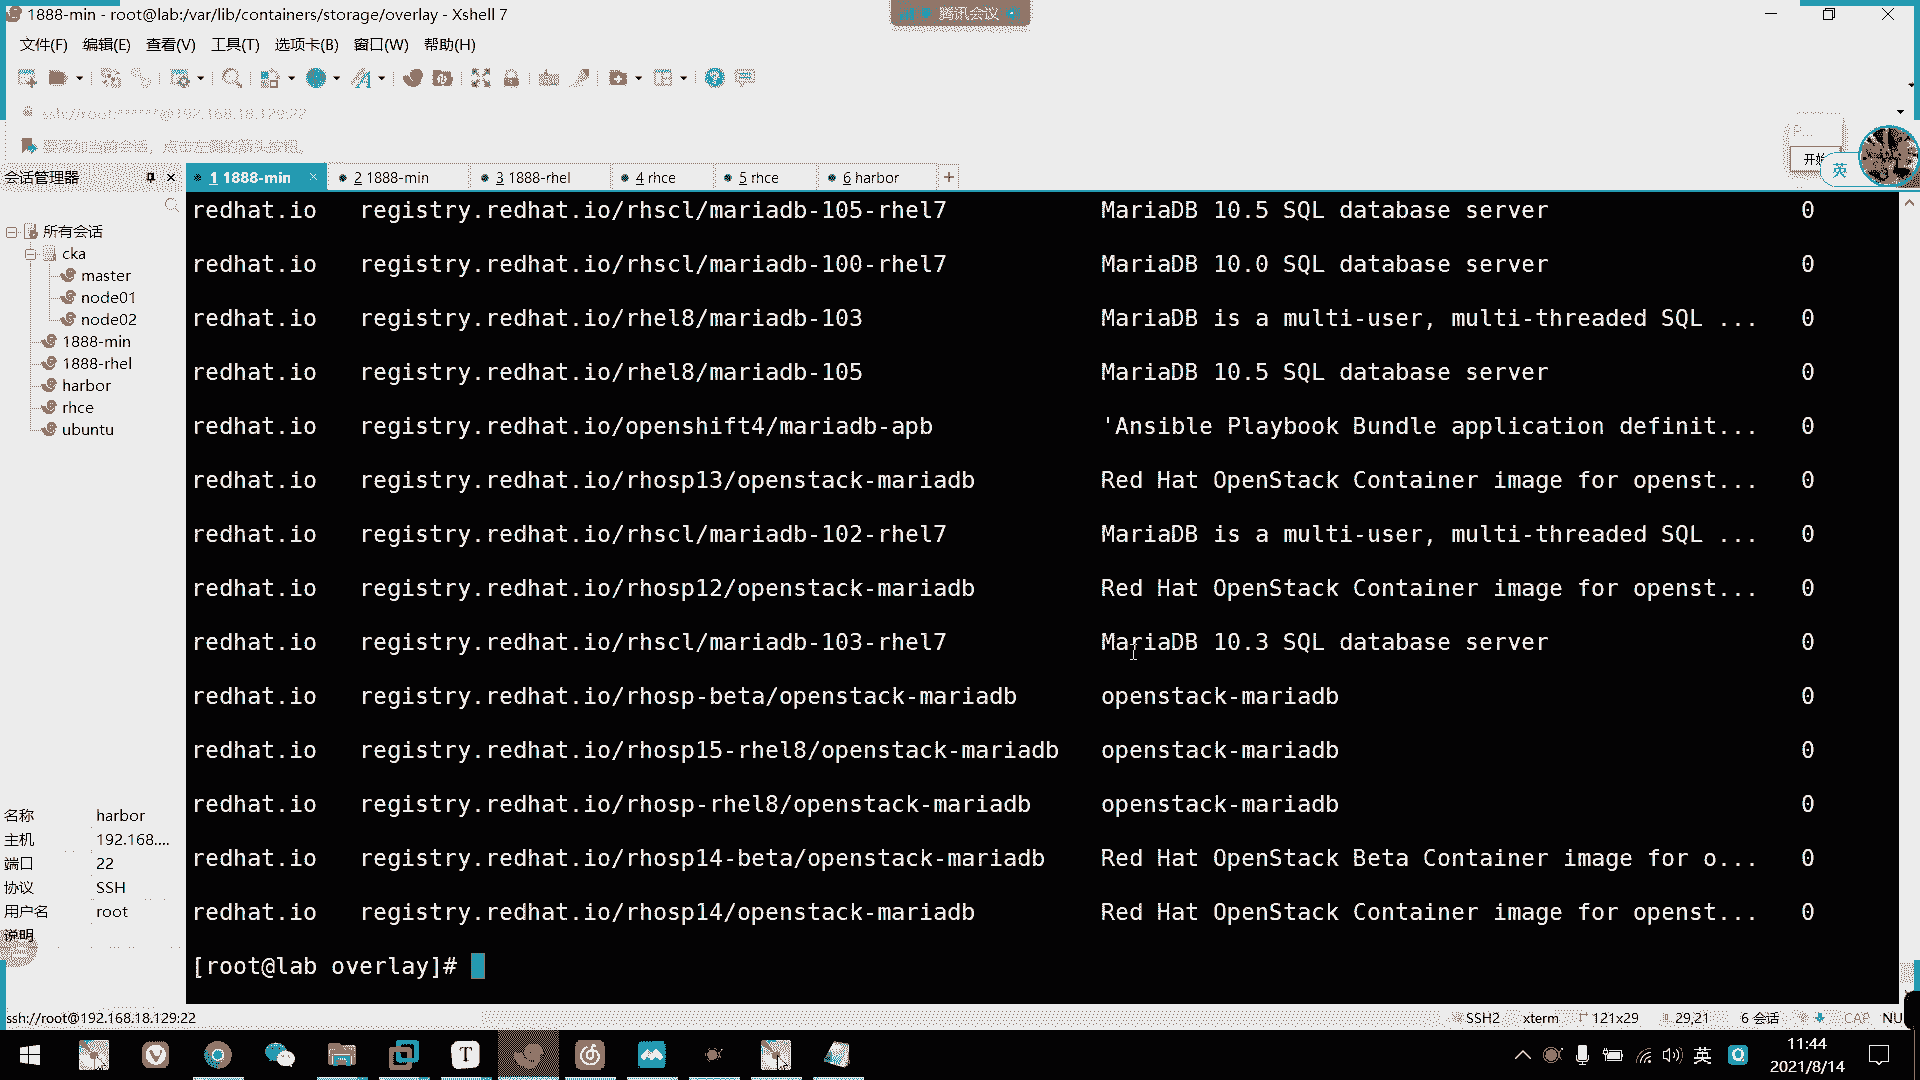 1888-min - root@lab:/var/lib/containers/storage/overlay - Xshell 7
腾讯会议
文件(F) 编辑(E) 查看(V) 工具(T) 选项卡(B) 窗口(W) 帮助(H)
ssh://root:******@192.168.18.129:22
要添加当前会话，点击左侧的箭头按钮。
P...
开始
英
会话管理器
1 1888-min
2 1888-min
3 1888-rhel
4 rhce
5 rhce
6 harbor
所有会话
cka
master
node01
node02
1888-min
1888-rhel
harbor
rhce
ubuntu
名称 harbor
主机 192.168....
端口 22
协议 SSH
用户名 root
说明
redhat.io registry.redhat.io/rhscl/mariadb-105-rhel7 MariaDB 10.5 SQL database server 0
redhat.io registry.redhat.io/rhscl/mariadb-100-rhel7 MariaDB 10.0 SQL database server 0
redhat.io registry.redhat.io/rhel8/mariadb-103 MariaDB is a multi-user, multi-threaded SQL ... 0
redhat.io registry.redhat.io/rhel8/mariadb-105 MariaDB 10.5 SQL database server 0
redhat.io registry.redhat.io/openshift4/mariadb-apb 'Ansible Playbook Bundle application definit... 0
redhat.io registry.redhat.io/rhosp13/openstack-mariadb Red Hat OpenStack Container image for openst... 0
redhat.io registry.redhat.io/rhscl/mariadb-102-rhel7 MariaDB is a multi-user, multi-threaded SQL ... 0
redhat.io registry.redhat.io/rhosp12/openstack-mariadb Red Hat OpenStack Container image for openst... 0
redhat.io registry.redhat.io/rhscl/mariadb-103-rhel7 MariaDB 10.3 SQL database server 0
redhat.io registry.redhat.io/rhosp-beta/openstack-mariadb openstack-mariadb 0
redhat.io registry.redhat.io/rhosp15-rhel8/openstack-mariadb openstack-mariadb 0
redhat.io registry.redhat.io/rhosp-rhel8/openstack-mariadb openstack-mariadb 0
redhat.io registry.redhat.io/rhosp14-beta/openstack-mariadb Red Hat OpenStack Beta Container image for o... 0
redhat.io registry.redhat.io/rhosp14/openstack-mariadb Red Hat OpenStack Container image for openst... 0
[root@lab overlay]#
ssh://root@192.168.18.129:22
SSH2 xterm 121x29 29,21 6 会话 CAP NU
英
11:44
2021/8/14